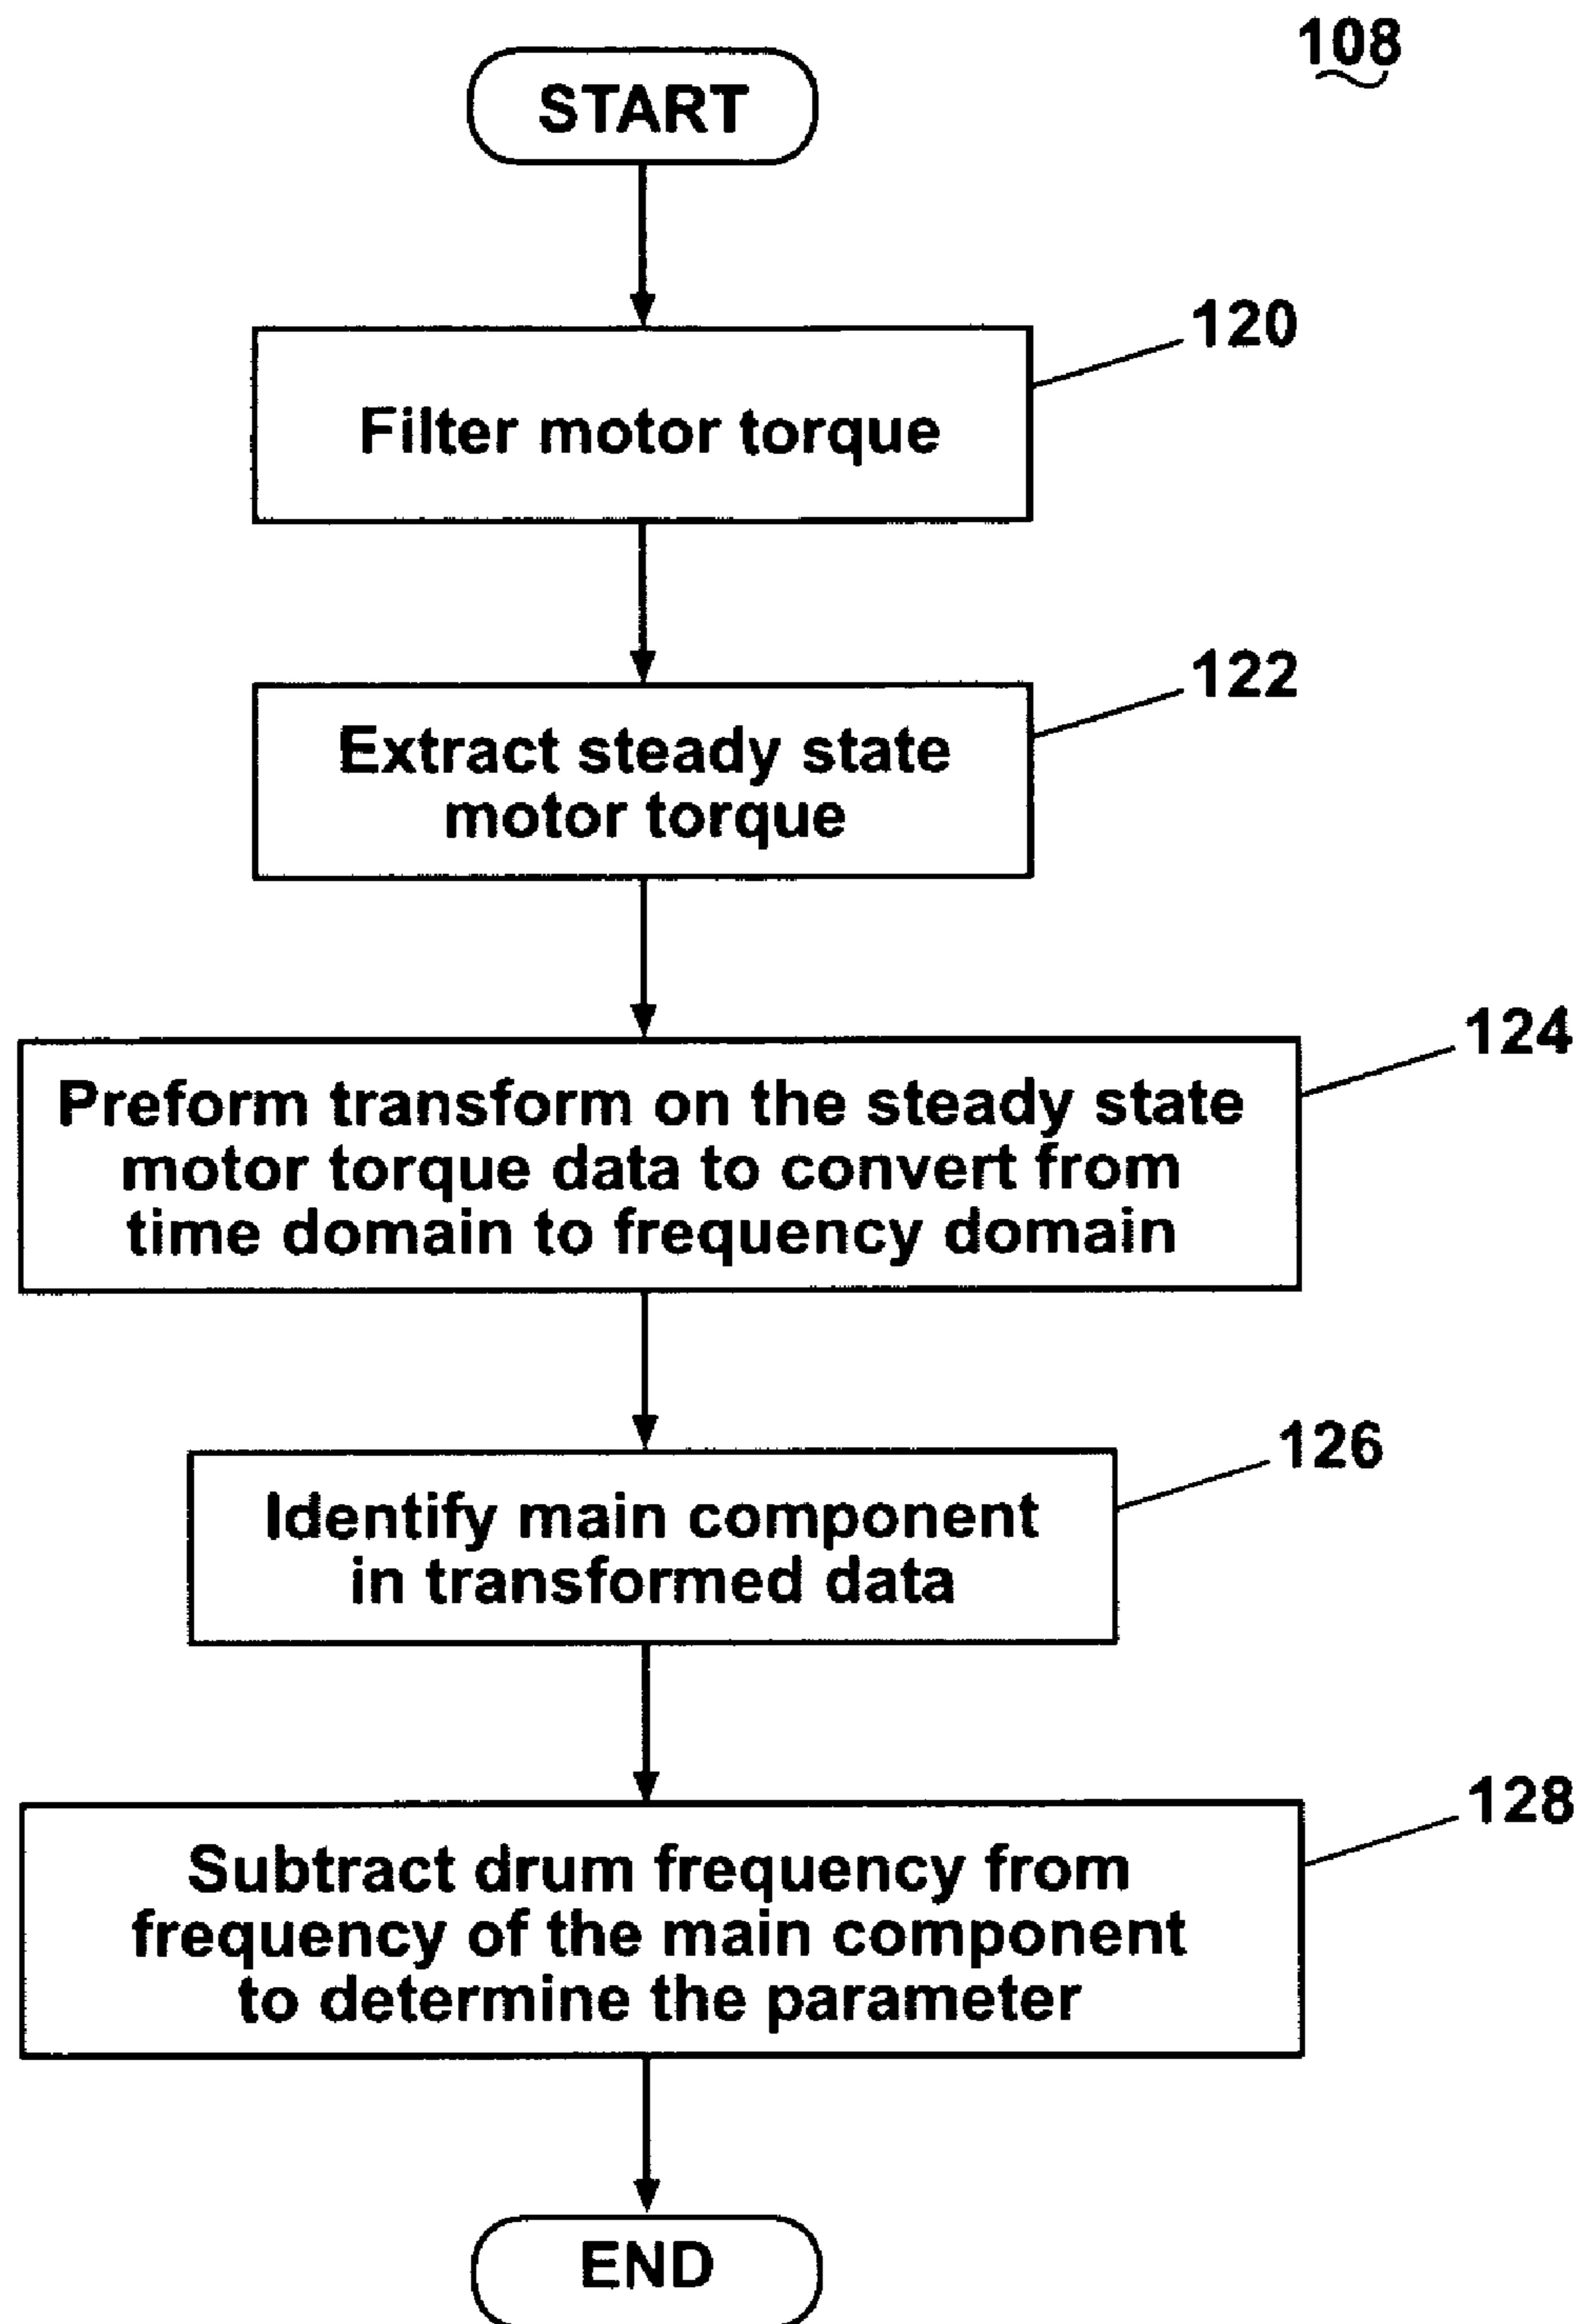 108
START
120
Filter motor torque
122
Extract steady state
motor torque
124
Preform transform on the steady state
motor torque data to convert from
time domain to frequency domain
126
Identify main component
in transformed data
128
Subtract drum frequency from
frequency of the main component
to determine the parameter
END